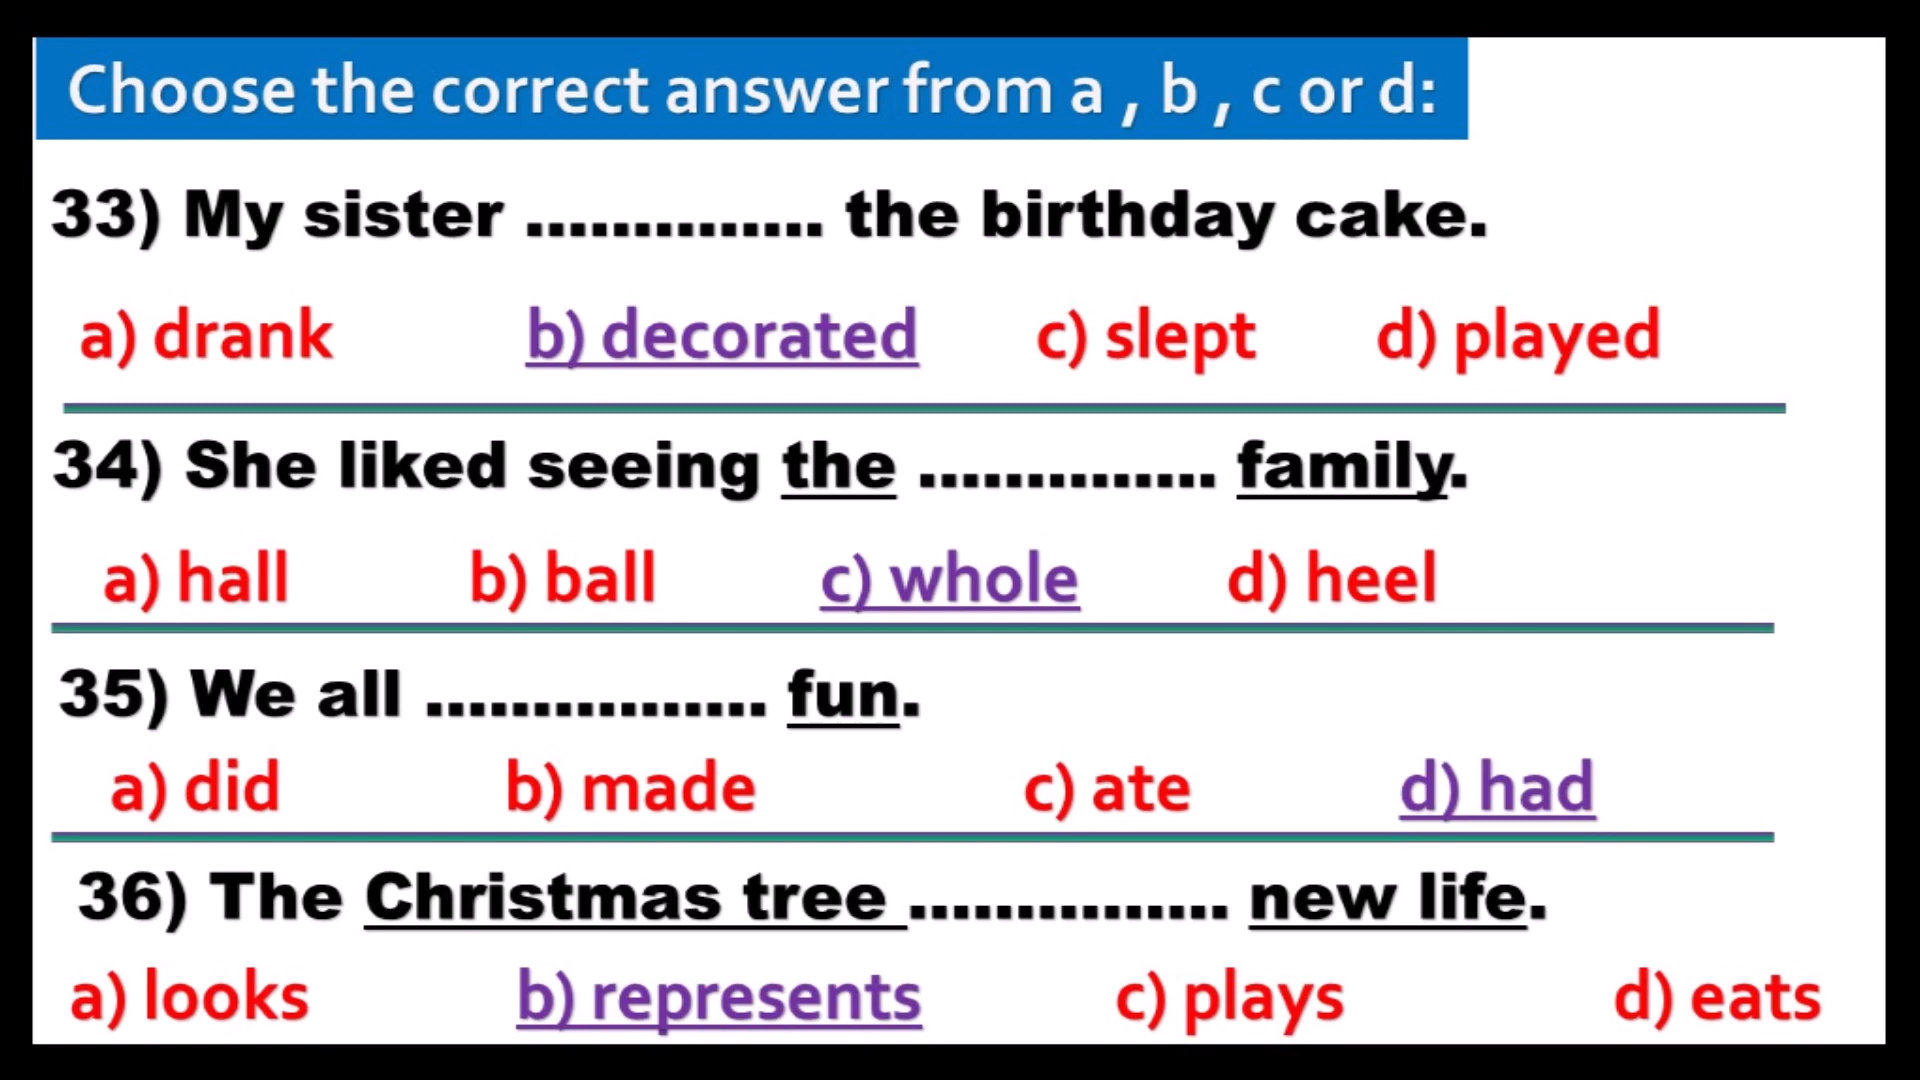 Choose the correct answer from a , b , c or d:
33) My sister .............. the birthday cake.
a) drank b) decorated c) slept d) played
34) She liked seeing the .............. family.
a) hall b) ball c) whole d) heel
35) We all ................ fun.
a) did b) made c) ate d) had
36) The Christmas tree ............... new life.
a) looks b) represents c) plays d) eats